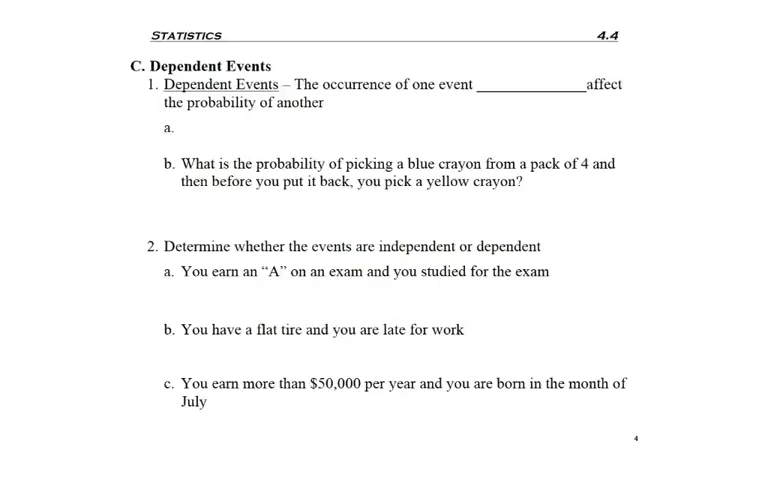 STATISTICS 4.4
C. Dependent Events
1. Dependent Events – The occurrence of one event ______________affect
the probability of another
a.
b. What is the probability of picking a blue crayon from a pack of 4 and
then before you put it back, you pick a yellow crayon?
2. Determine whether the events are independent or dependent
a. You earn an “A” on an exam and you studied for the exam
b. You have a flat tire and you are late for work
c. You earn more than $50,000 per year and you are born in the month of
July
4